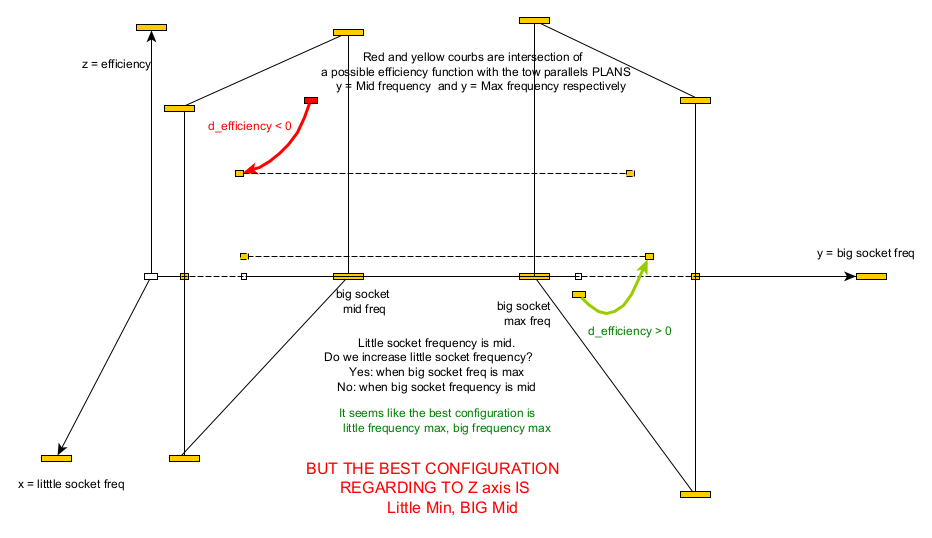 z = efficiency
Red and yellow courbs are intersection of
a possible efficiency function with the tow parallels PLANS
y = Mid frequency and y = Max frequency respectively
d_efficiency < 0
y = big socket freq
big socket
mid freq
big socket
max freq
d_efficiency > 0
Little socket frequency is mid.
Do we increase little socket frequency?
Yes: when big socket freq is max
No: when big socket frequency is mid
It seems like the best configuration is
little frequency max, big frequency max
x = litttle socket freq
BUT THE BEST CONFIGURATION
REGARDING TO Z axis IS
Little Min, BIG Mid